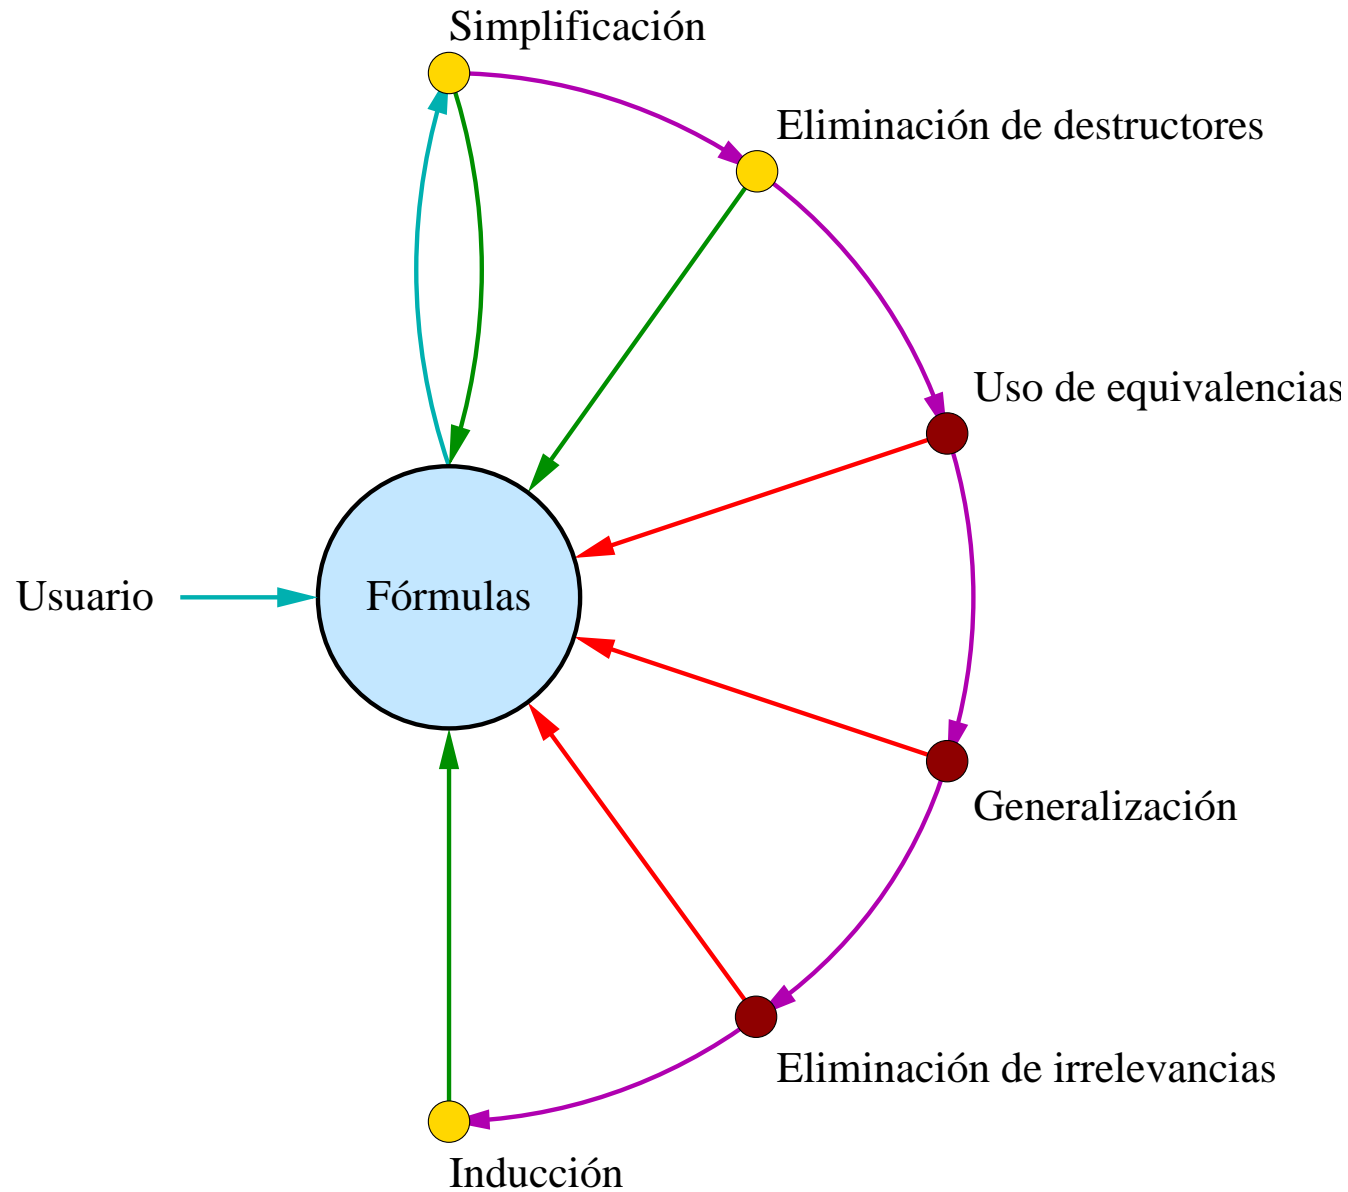 Simplificación
Eliminación de destructores
Uso de equivalencias
Usuario
Fórmulas
Generalización
Eliminación de irrelevancias
Inducción